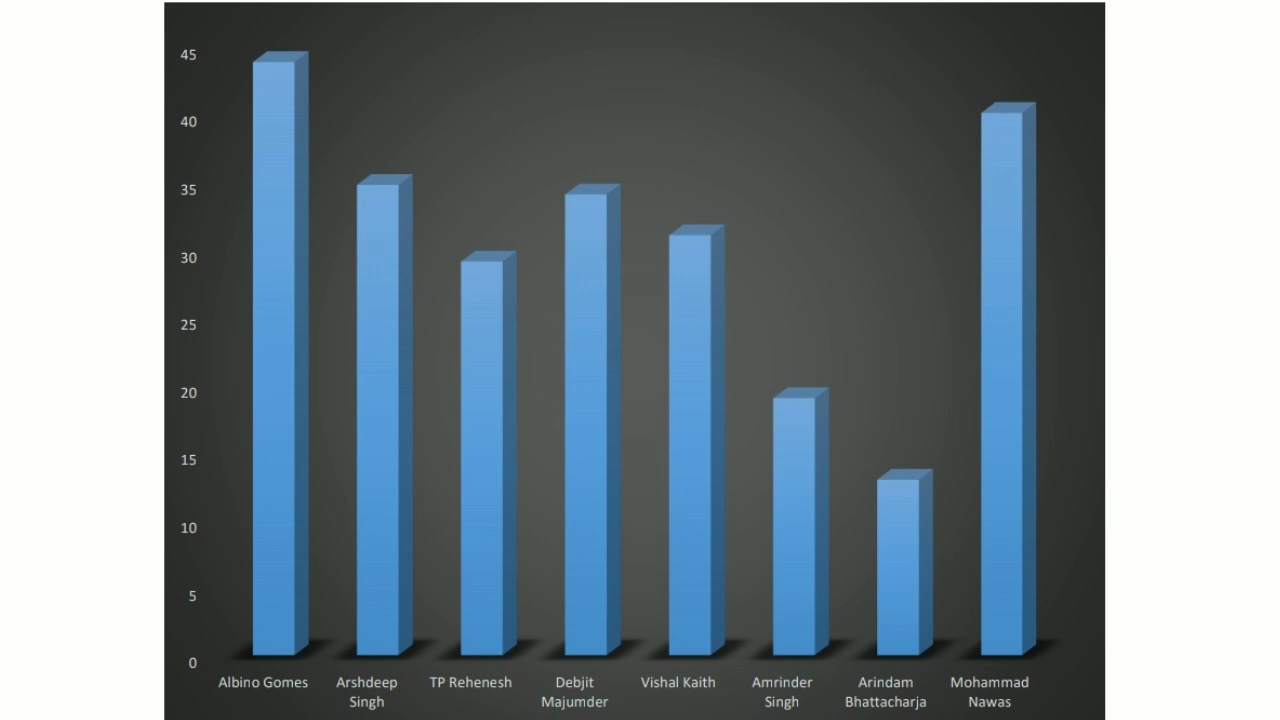 45
40
35
30
25
20
15
10
5
0
Albino Gomes
Arshdeep
Singh
TP Rehenesh
Debjit
Majumder
Vishal Kaith
Amrinder
Singh
Arindam
Bhattacharja
Mohammad
Nawas